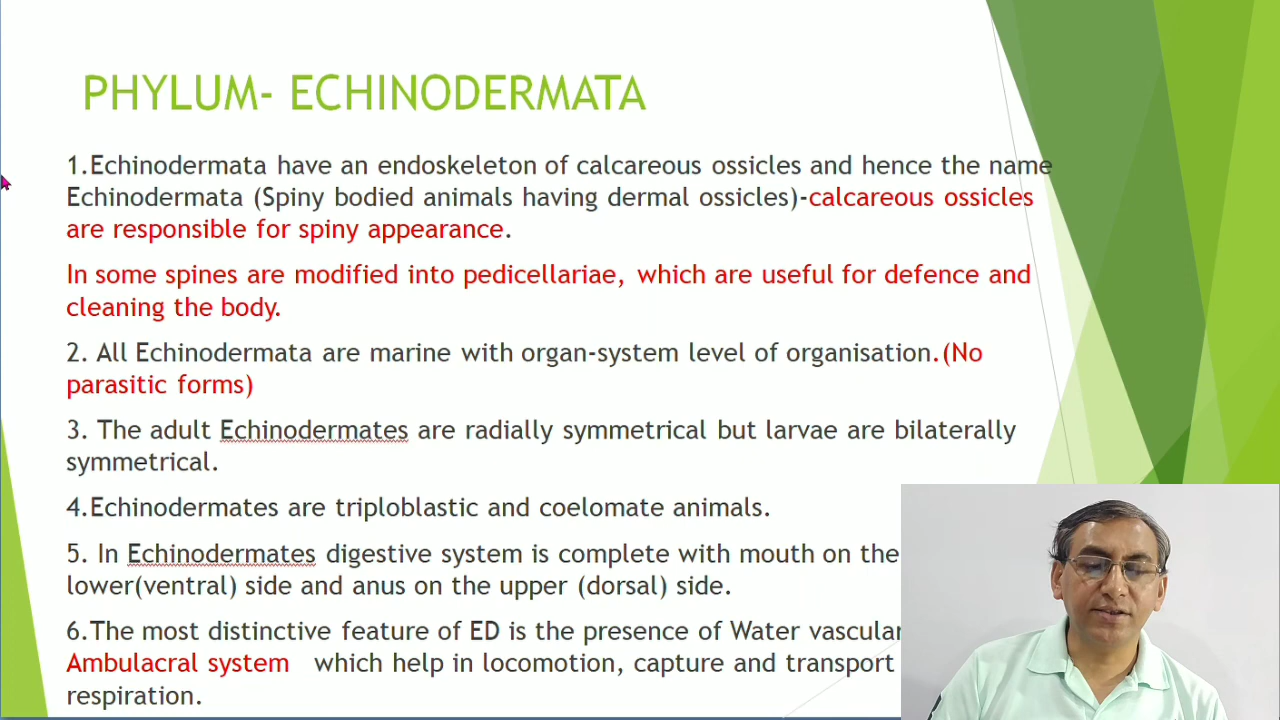 PHYLUM- ECHINODERMATA
1.Echinodermata have an endoskeleton of calcareous ossicles and hence the name
Echinodermata (Spiny bodied animals having dermal ossicles)-calcareous ossicles
are responsible for spiny appearance.
In some spines are modified into pedicellariae, which are useful for defence and
cleaning the body.
2. All Echinodermata are marine with organ-system level of organisation.(No
parasitic forms)
3. The adult Echinodermates are radially symmetrical but larvae are bilaterally
symmetrical.
4.Echinodermates are triploblastic and coelomate animals.
5. In Echinodermates digestive system is complete with mouth on the
lower(ventral) side and anus on the upper (dorsal) side.
6.The most distinctive feature of ED is the presence of Water vascular
Ambulacral system which help in locomotion, capture and transport
respiration.